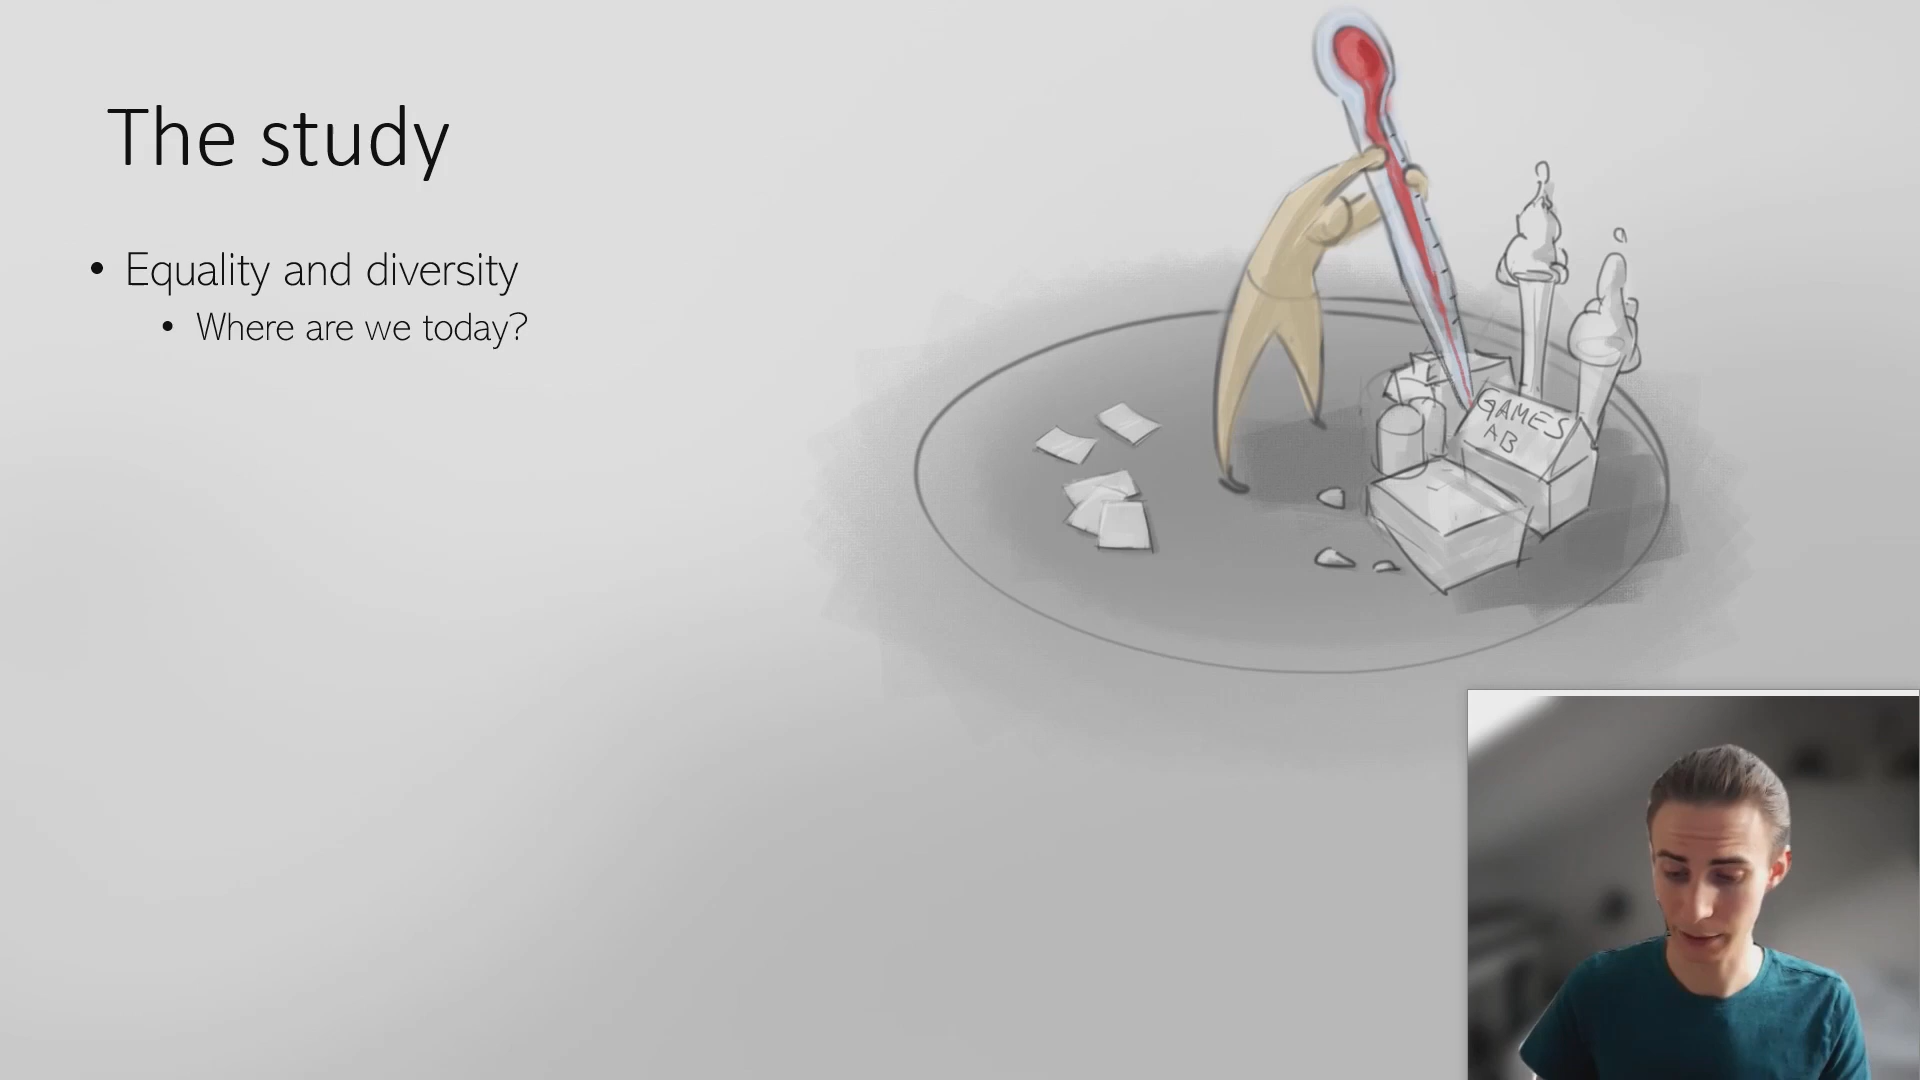 The study
• Equality and diversity
• Where are we today?
GAMES
AB